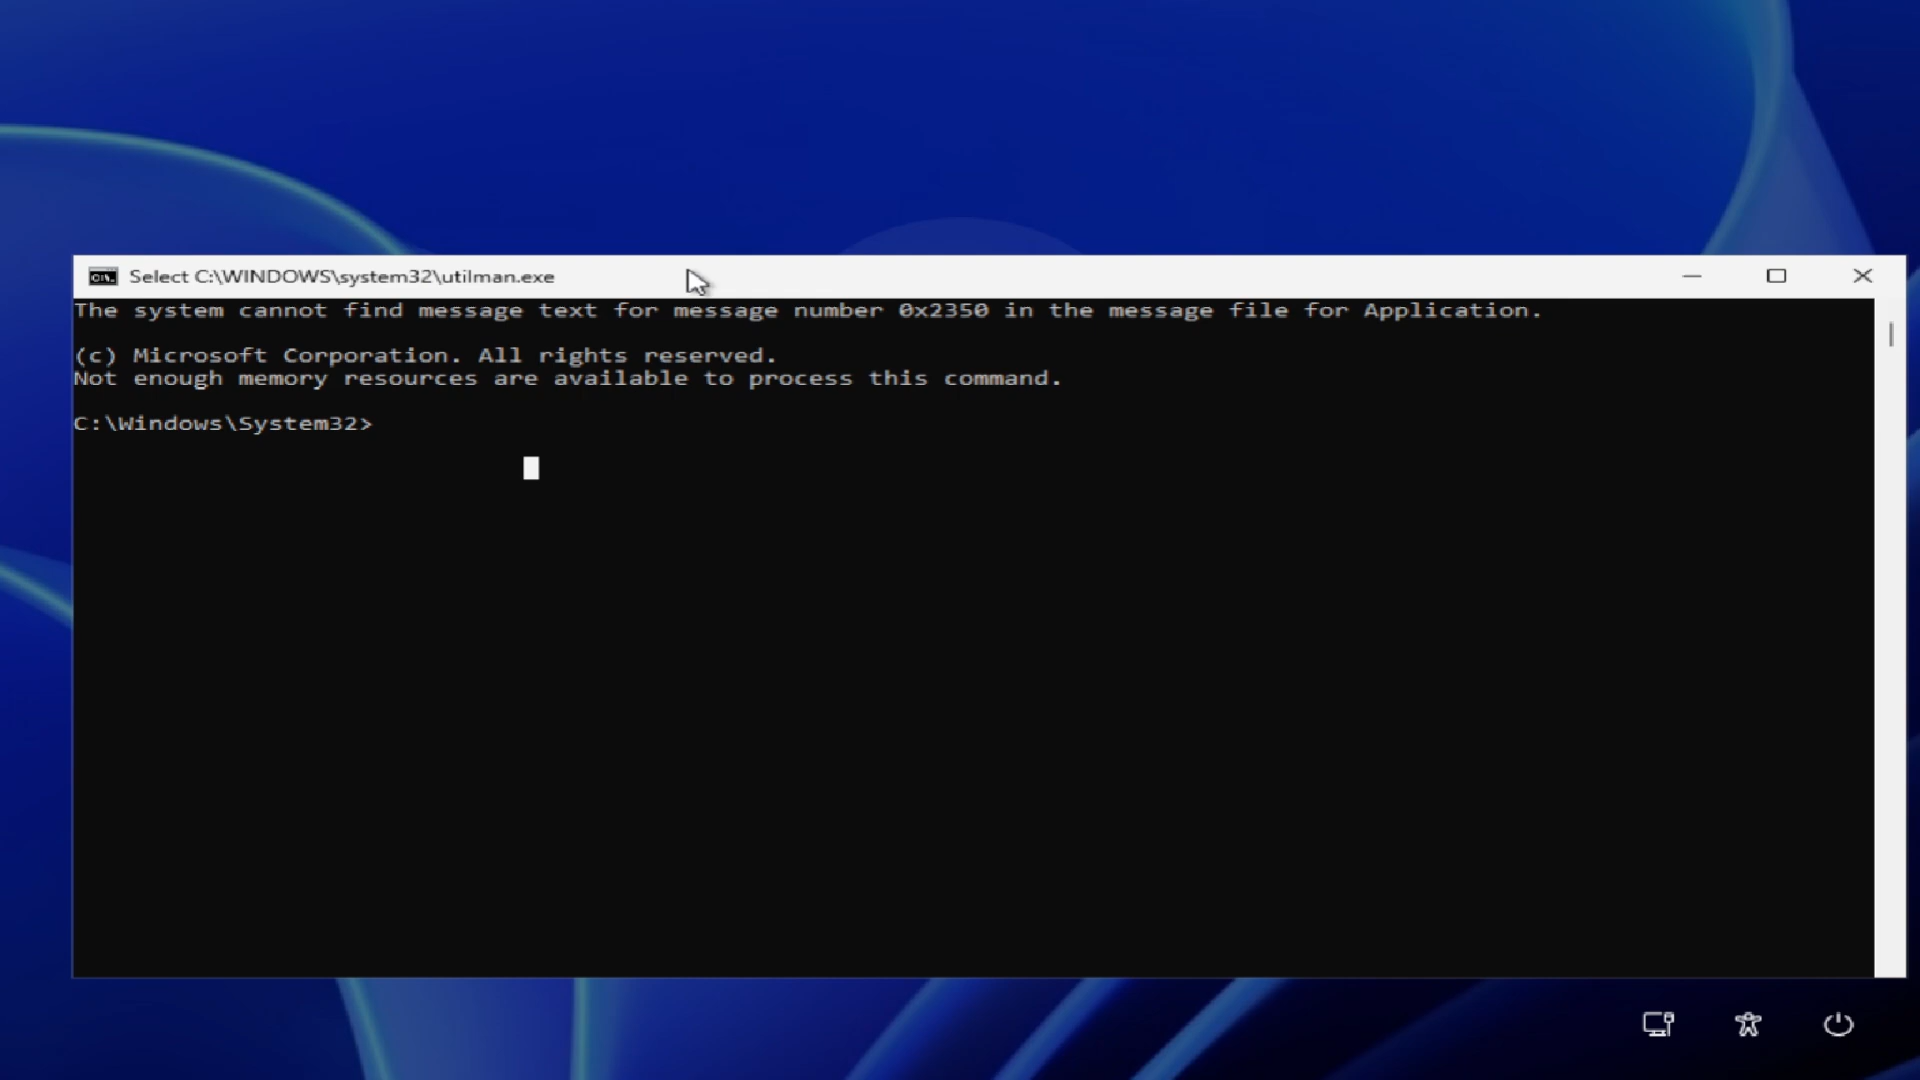 Select C:\WINDOWS\system32\utilman.exe
The system cannot find message text for message number 0x2350 in the message file for Application.
(c) Microsoft Corporation. All rights reserved.
Not enough memory resources are available to process this command.
C:\Windows\System32>